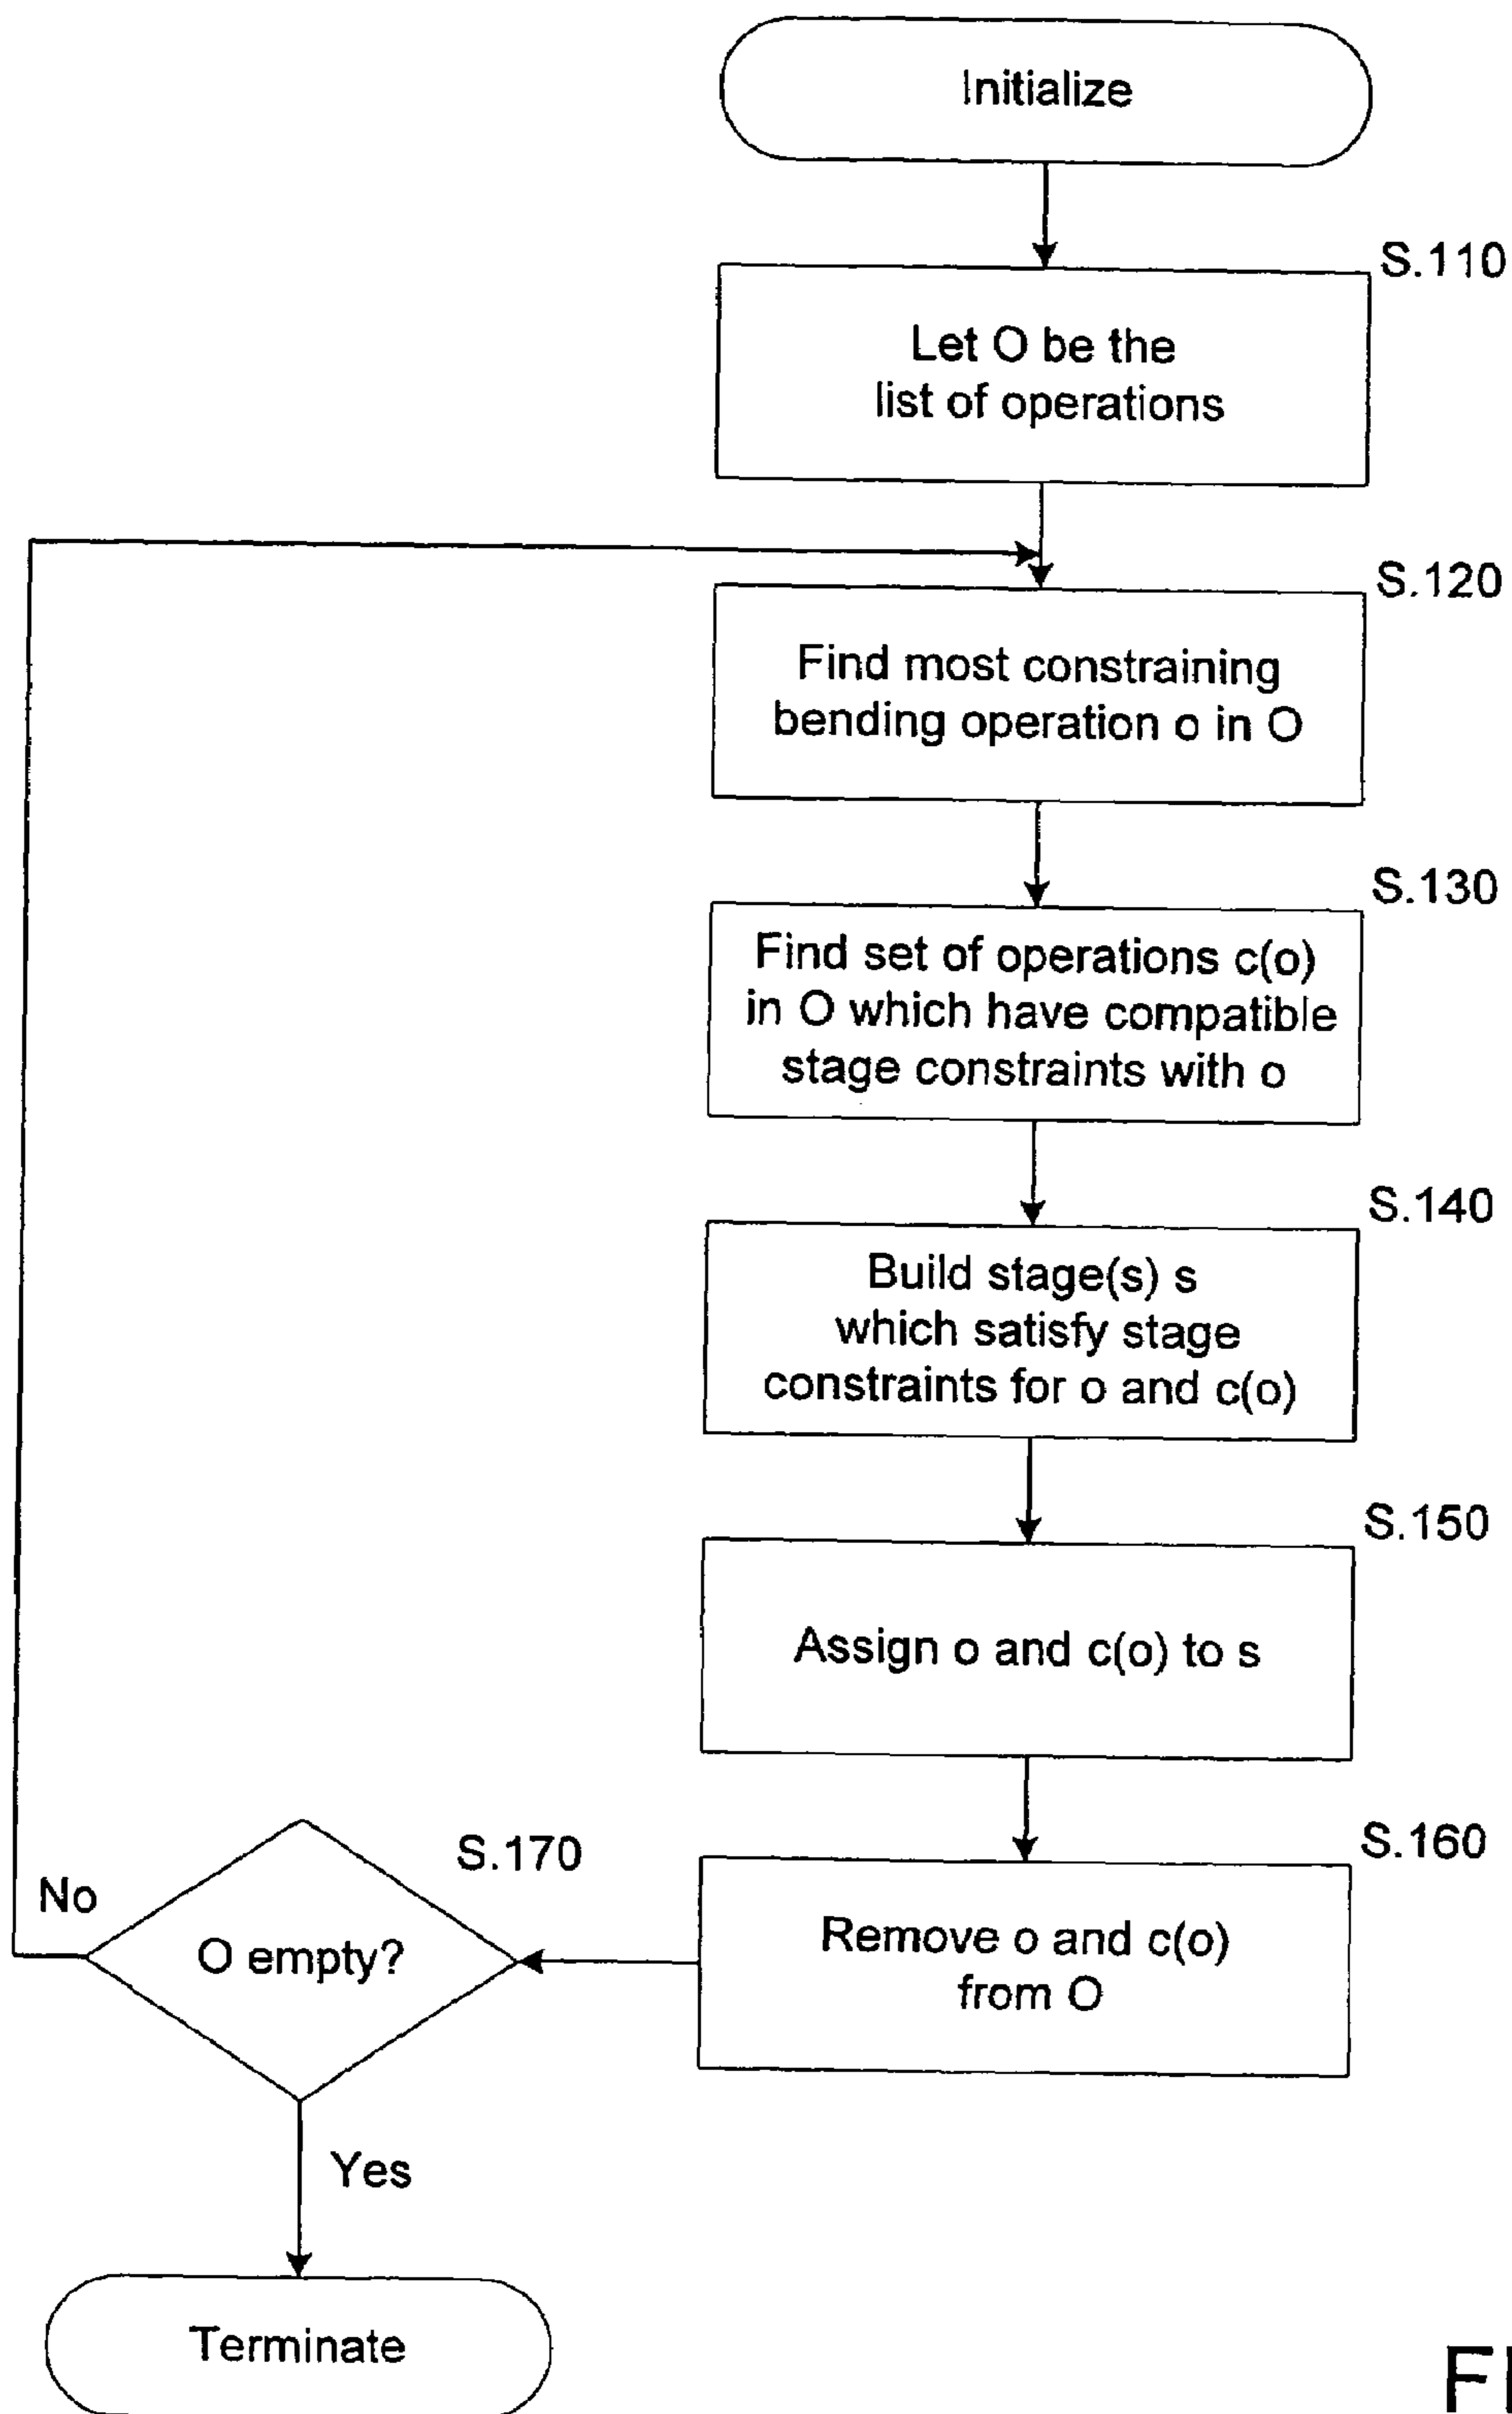 Initialize
S.110
Let O be the
list of operations
S.120
Find most constraining
bending operation o in O
S.130
Find set of operations c(o)
in O which have compatible
stage constraints with o
S.140
Build stage(s) s
which satisfy stage
constraints for o and c(o)
S.150
Assign o and c(o) to s
S.160
Remove o and c(o)
from O
S.170
No
O empty?
Yes
Terminate